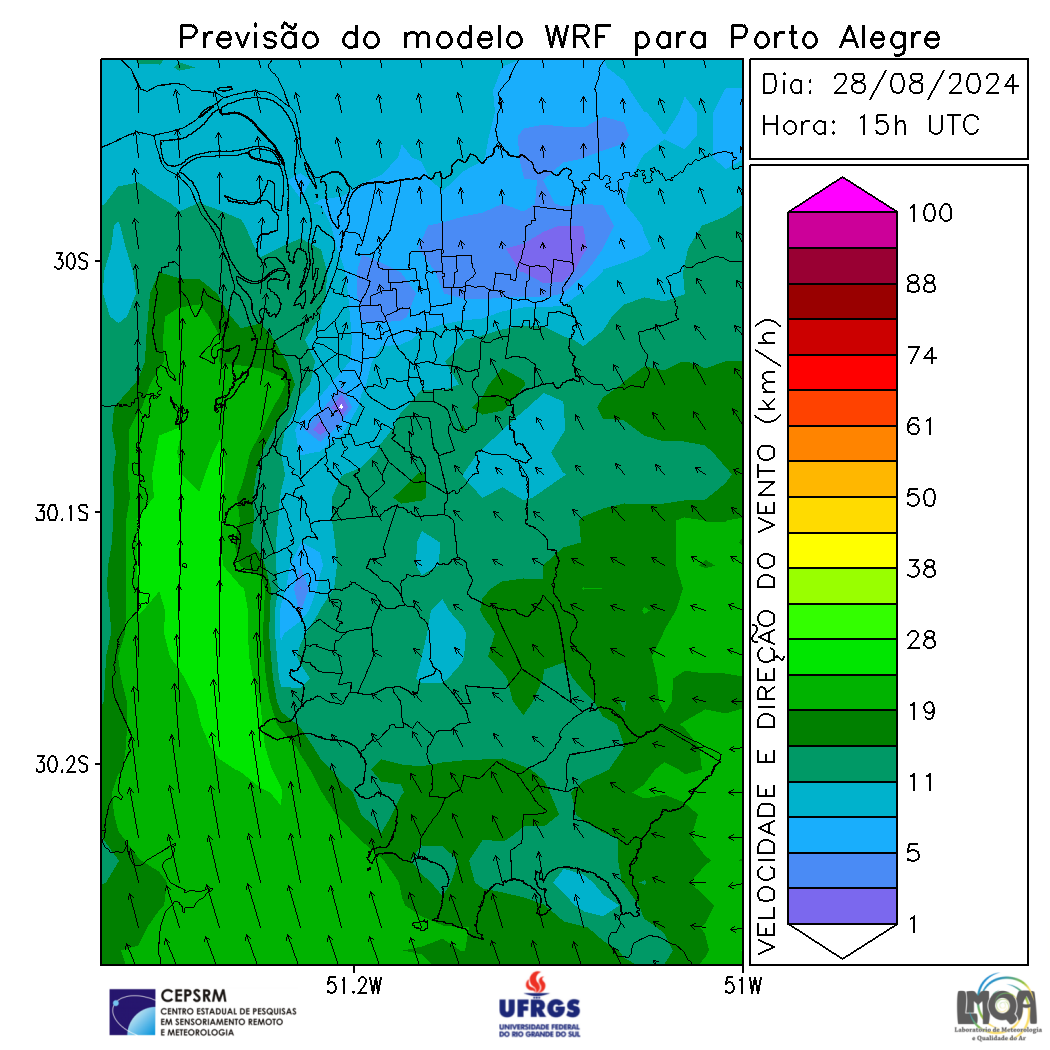 Previsão do modelo WRF para Porto Alegre
Dia: 28/08/2024
Hora: 15h UTC
30S
30.1S
30.2S
51.2W
51W
VELOCIDADE E DIREÇÃO DO VENTO (km/h)
100
88
74
61
50
38
28
19
11
5
1
CEPSRM
CENTRO ESTADUAL DE PESQUISAS
EM SENSORIAMENTO REMOTO
E METEOROLOGIA
UFRGS
UNIVERSIDADE FEDERAL
DO RIO GRANDE DO SUL
LMQA
Laboratório de Meteorologia
e Qualidade do Ar